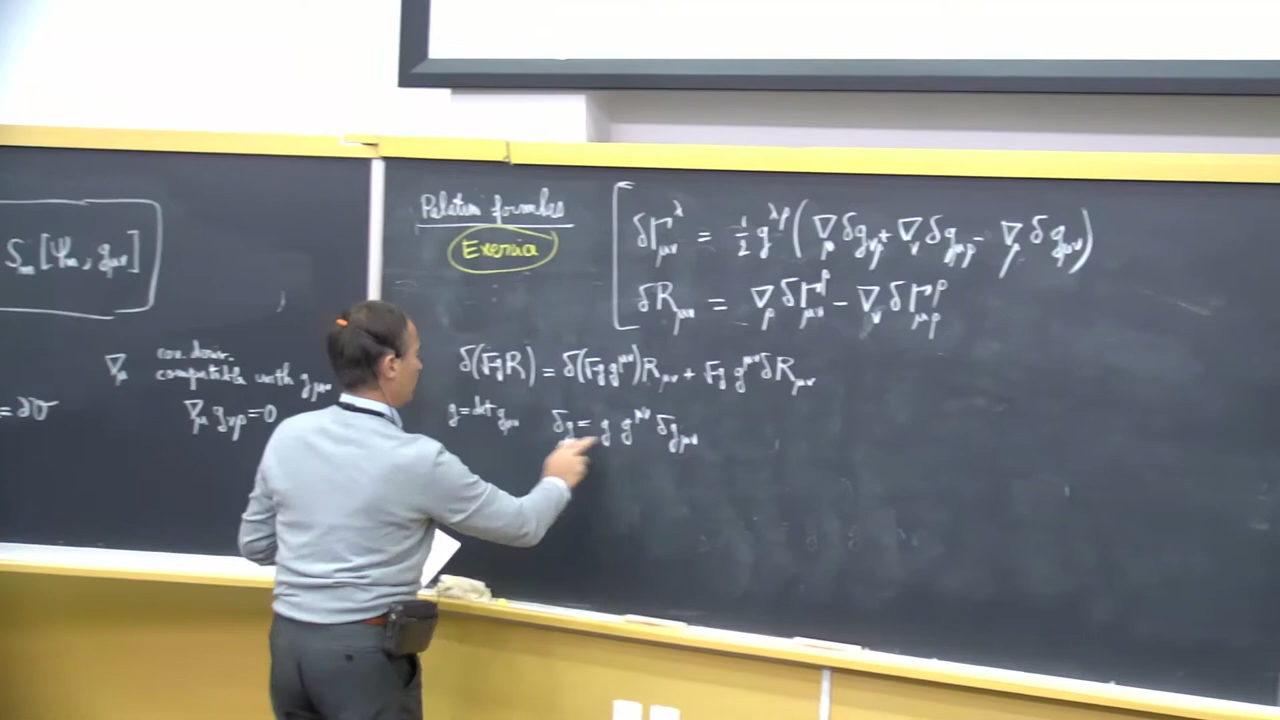 S_m[Ψ_m, g_μν]
∇_μ cov. der.
compatible with g_μν
= ∂σ
∇_μ g_νρ = 0
Palatini formulas
Exercise
δΓ^λ_μν = 1/2 g^λρ (∇_μ δg_νρ + ∇_ν δg_μρ - ∇_ρ δg_μν)
δR_μν = ∇_ρ δΓ^ρ_μν - ∇_ν δΓ^ρ_μρ
δ(√-g R) = δ(√-g g^μν) R_μν + √-g g^μν δR_μν
g = det g_μν δg = g g^μν δg_μν